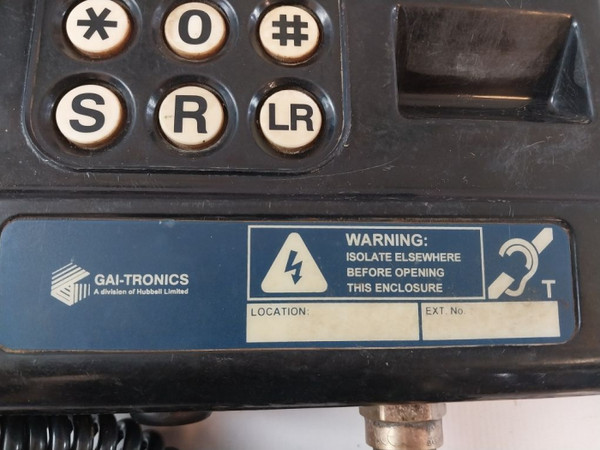 * 0 #
S R LR
GAI-TRONICS
A division of Hubbell Limited
WARNING:
ISOLATE ELSEWHERE
BEFORE OPENING
THIS ENCLOSURE
T
LOCATION:
EXT. No.